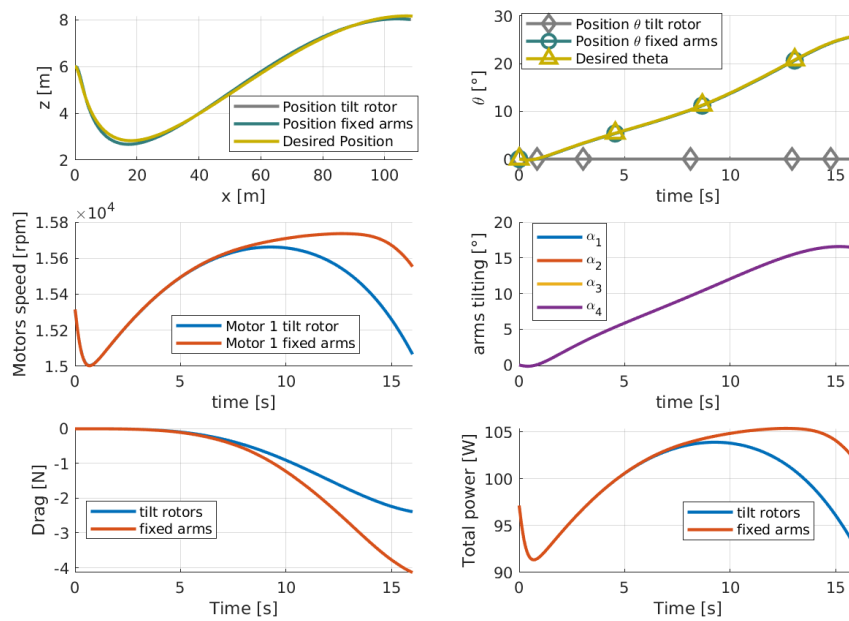 8
6
4
2
z [m]
0
20
40
60
80
100
x [m]
Position tilt rotor
Position fixed arms
Desired Position
30
20
10
0
θ [°]
0
5
10
15
time [s]
Position θ tilt rotor
Position θ fixed arms
Desired theta
×10⁴
1.58
1.56
1.54
1.52
1.5
Motors speed [rpm]
0
5
10
15
time [s]
Motor 1 tilt rotor
Motor 1 fixed arms
20
15
10
5
0
arms tilting [°]
0
5
10
15
time [s]
α₁
α₂
α₃
α₄
0
-1
-2
-3
-4
Drag [N]
0
5
10
15
Time [s]
tilt rotors
fixed arms
105
100
95
90
Total power [W]
0
5
10
15
Time [s]
tilt rotors
fixed arms